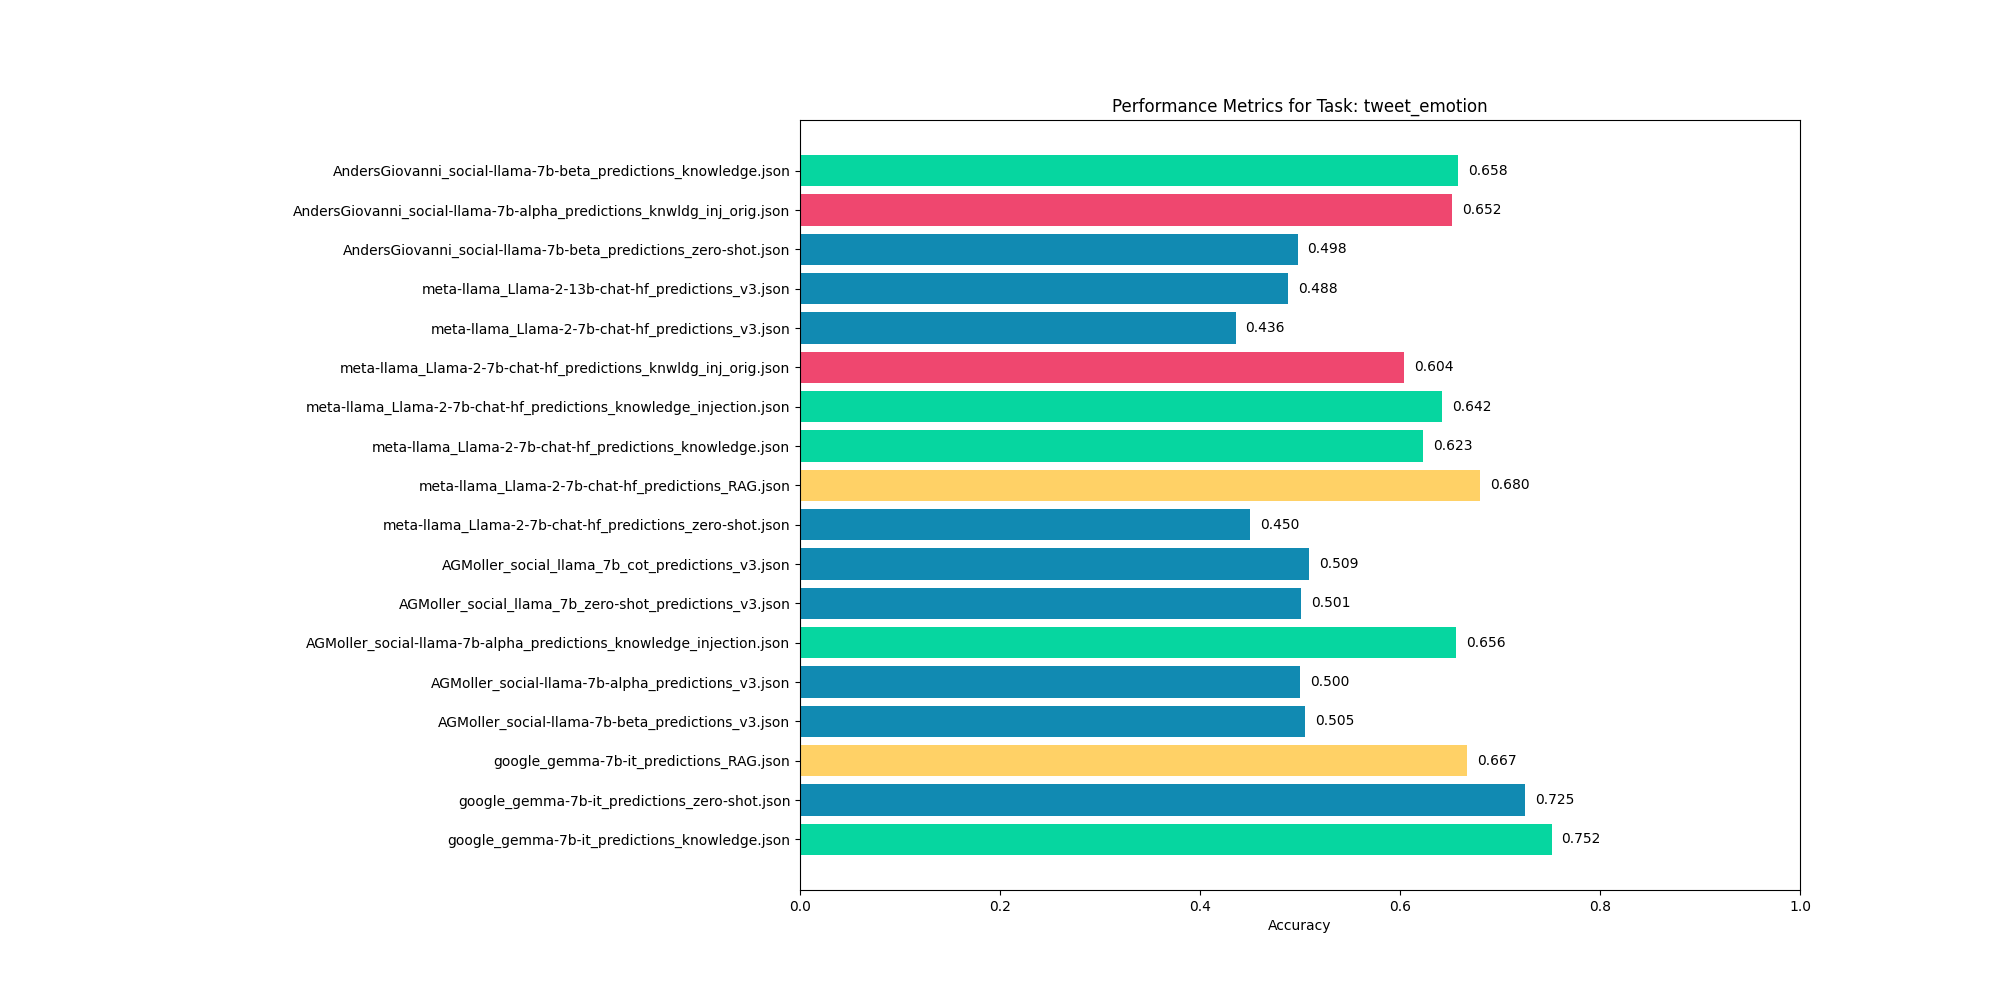 Performance Metrics for Task: tweet_emotion
AndersGiovanni_social-llama-7b-beta_predictions_knowledge.json 0.658
AndersGiovanni_social-llama-7b-alpha_predictions_knwldg_inj_orig.json 0.652
AndersGiovanni_social-llama-7b-beta_predictions_zero-shot.json 0.498
meta-llama_Llama-2-13b-chat-hf_predictions_v3.json 0.488
meta-llama_Llama-2-7b-chat-hf_predictions_v3.json 0.436
meta-llama_Llama-2-7b-chat-hf_predictions_knwldg_inj_orig.json 0.604
meta-llama_Llama-2-7b-chat-hf_predictions_knowledge_injection.json 0.642
meta-llama_Llama-2-7b-chat-hf_predictions_knowledge.json 0.623
meta-llama_Llama-2-7b-chat-hf_predictions_RAG.json 0.680
meta-llama_Llama-2-7b-chat-hf_predictions_zero-shot.json 0.450
AGMoller_social_llama_7b_cot_predictions_v3.json 0.509
AGMoller_social_llama_7b_zero-shot_predictions_v3.json 0.501
AGMoller_social-llama-7b-alpha_predictions_knowledge_injection.json 0.656
AGMoller_social-llama-7b-alpha_predictions_v3.json 0.500
AGMoller_social-llama-7b-beta_predictions_v3.json 0.505
google_gemma-7b-it_predictions_RAG.json 0.667
google_gemma-7b-it_predictions_zero-shot.json 0.725
google_gemma-7b-it_predictions_knowledge.json 0.752
0.0 0.2 0.4 0.6 0.8 1.0
Accuracy